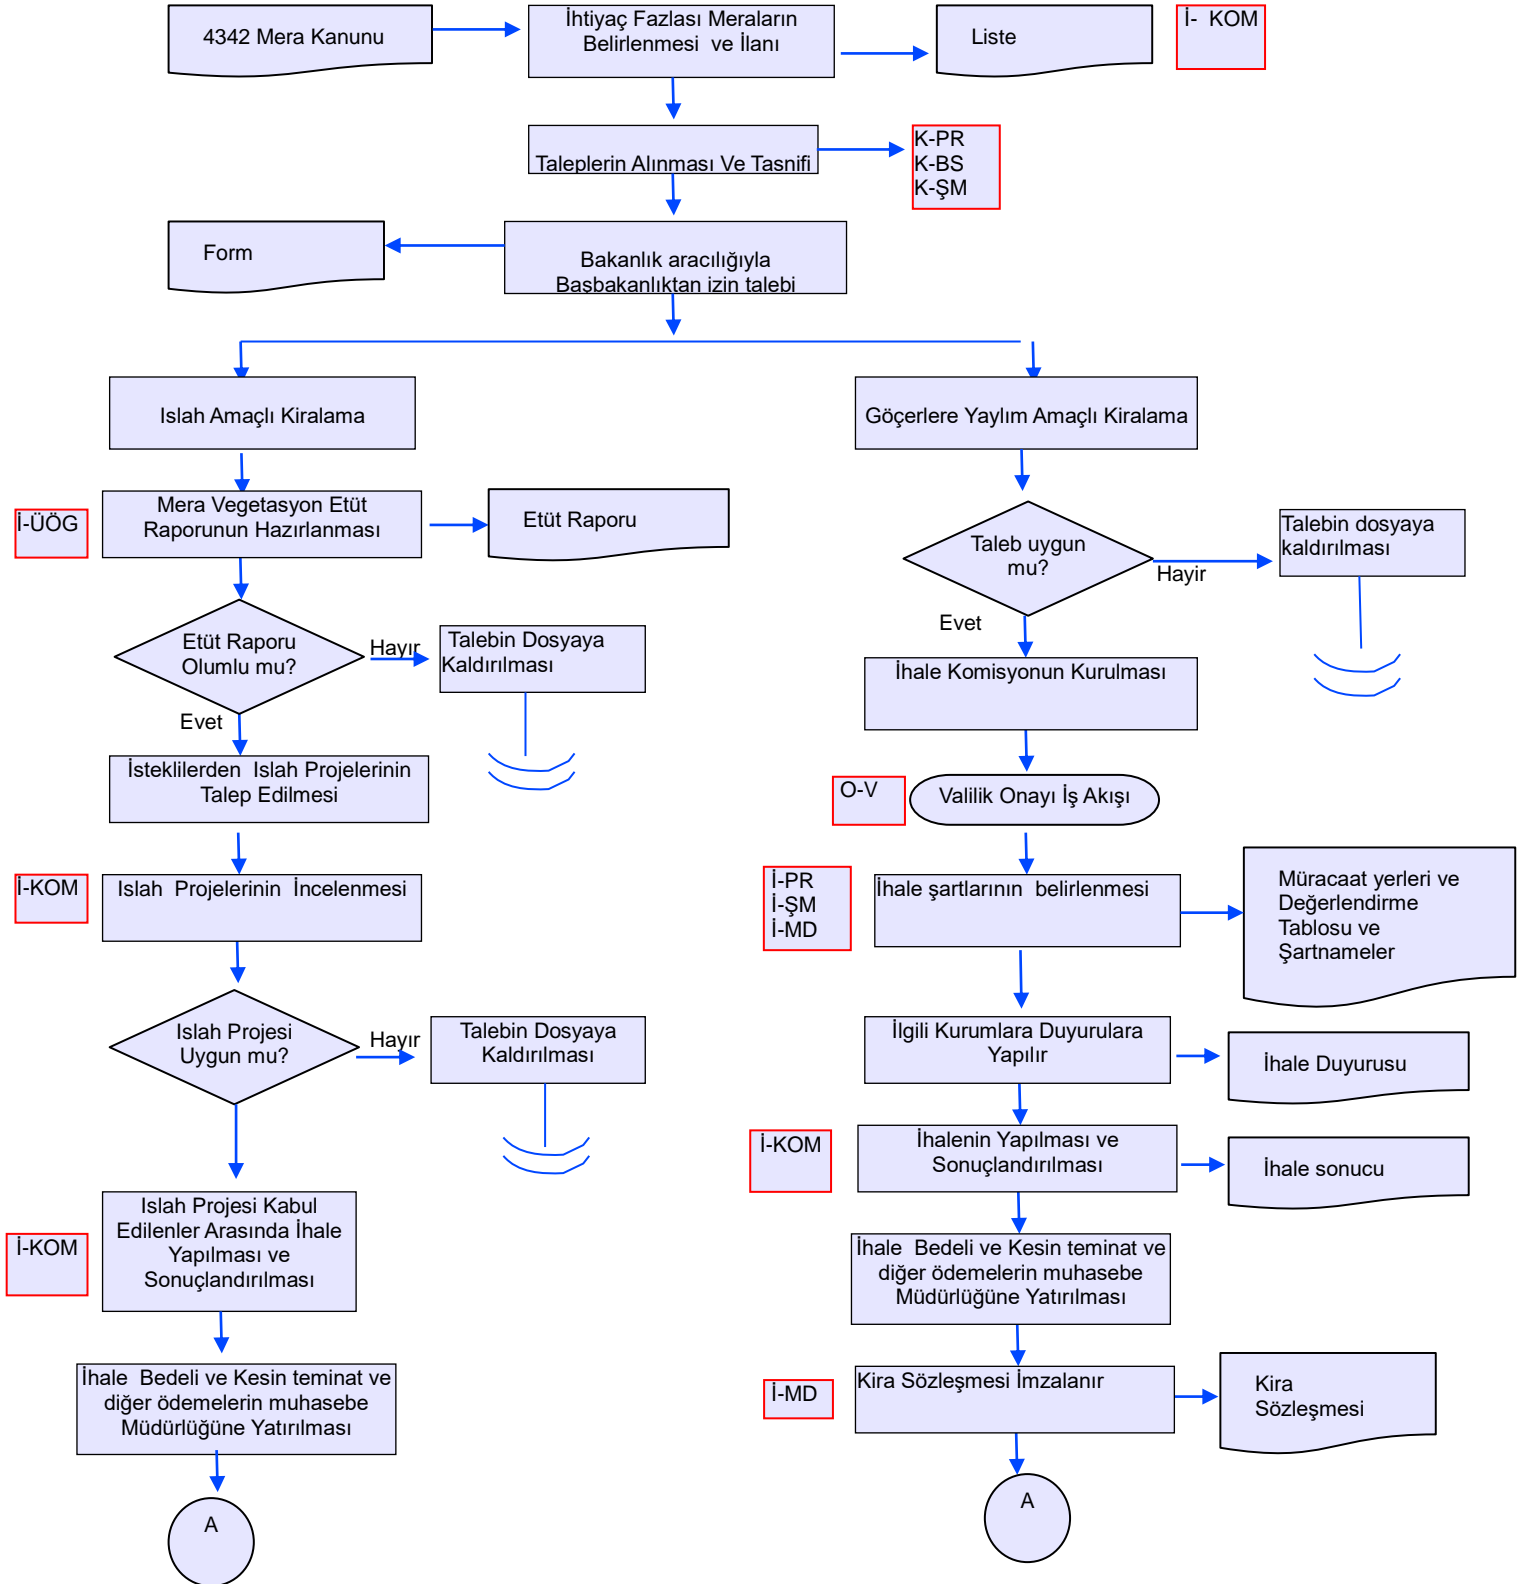 4342 Mera Kanunu
İhtiyaç Fazlası Meraların
Belirlenmesi ve İlanı
Liste
İ- KOM
Taleplerin Alınması Ve Tasnifi
K-PR
K-BS
K-ŞM
Form
Bakanlık aracılığıyla
Başbakanlıktan izin talebi
Islah Amaçlı Kiralama
Göçerlere Yaylım Amaçlı Kiralama
İ-ÜÖG
Mera Vegetasyon Etüt
Raporunun Hazırlanması
Etüt Raporu
Taleb uygun
mu?
Hayir
Talebin dosyaya
kaldırılması
Evet
Etüt Raporu
Olumlu mu?
Hayır
Talebin Dosyaya
Kaldırılması
Evet
İhale Komisyonun Kurulması
İsteklilerden Islah Projelerinin
Talep Edilmesi
O-V
Valilik Onayı İş Akışı
İ-KOM
Islah Projelerinin İncelenmesi
İ-PR
İ-ŞM
İ-MD
İhale şartlarının belirlenmesi
Müracaat yerleri ve
Değerlendirme
Tablosu ve
Şartnameler
Islah Projesi
Uygun mu?
Hayır
Talebin Dosyaya
Kaldırılması
İlgili Kurumlara Duyurulara
Yapılır
İhale Duyurusu
İ-KOM
İhalenin Yapılması ve
Sonuçlandırılması
İhale sonucu
İ-KOM
Islah Projesi Kabul
Edilenler Arasında İhale
Yapılması ve
Sonuçlandırılması
İhale Bedeli ve Kesin teminat ve
diğer ödemelerin muhasebe
Müdürlüğüne Yatırılması
İhale Bedeli ve Kesin teminat ve
diğer ödemelerin muhasebe
Müdürlüğüne Yatırılması
İ-MD
Kira Sözleşmesi İmzalanır
Kira
Sözleşmesi
A
A